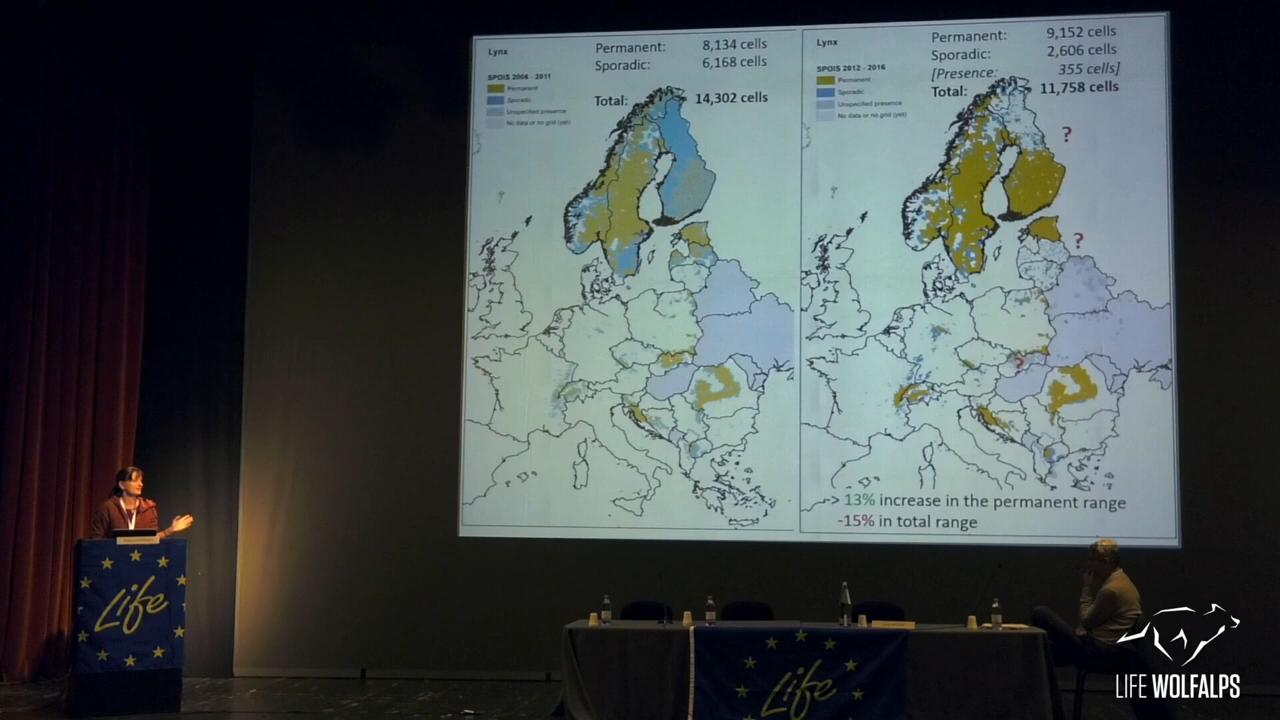 Lynx
Permanent: 8,134 cells
Sporadic: 6,168 cells
SPOIS 2006 - 2011
Permanent
Sporadic
Unspecified presence
No data or no grid (yet)
Total: 14,302 cells
Lynx
Permanent: 9,152 cells
Sporadic: 2,606 cells
[Presence: 355 cells]
SPOIS 2012 - 2016
Permanent
Sporadic
Unspecified presence
No data or no grid (yet)
Total: 11,758 cells
?
?
?
-> 13% increase in the permanent range
-15% in total range
Life
Life
LIFE WOLFALPS